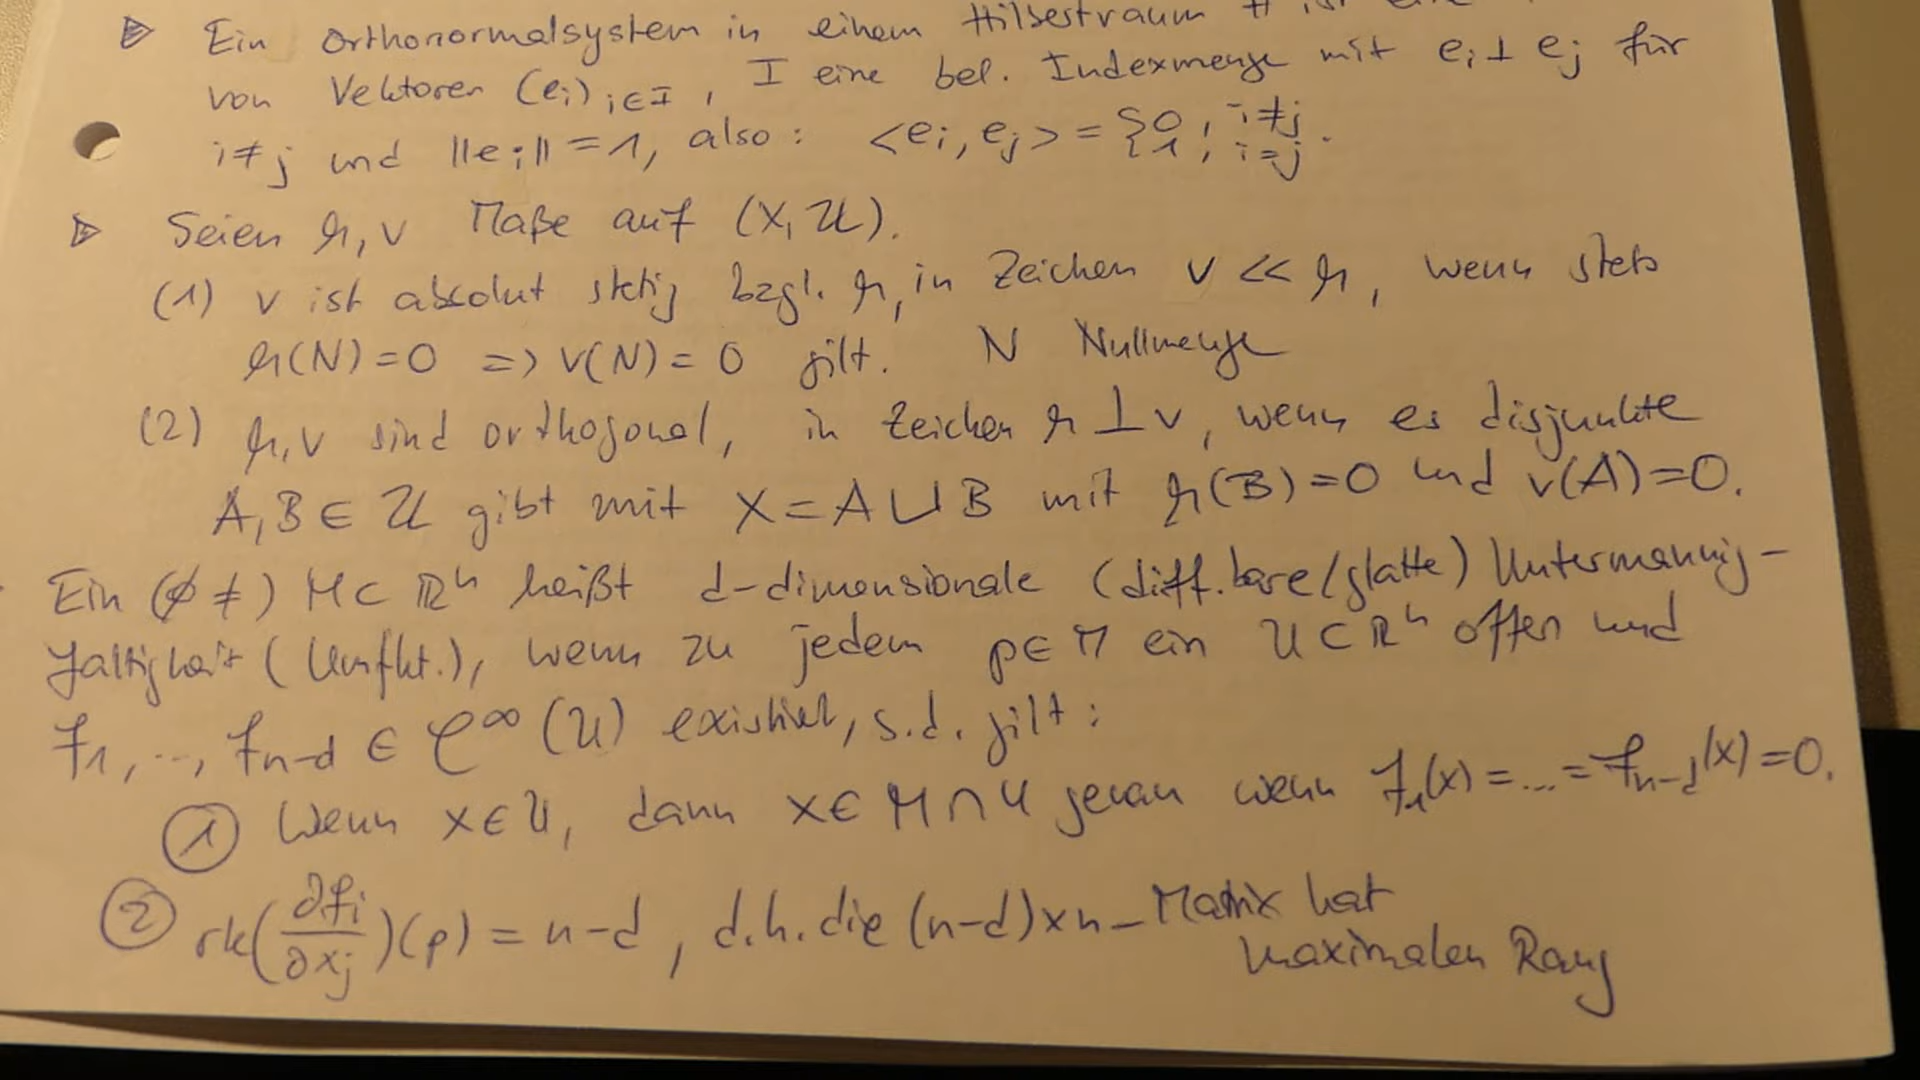 ▷ Ein Orthonormalsystem in einem Hilbertraum H ist
von Vektoren (eᵢ)ᵢ∈I, I eine bel. Indexmenge mit eᵢ ⊥ eⱼ für
i≠j und ||eᵢ|| = 1, also: <eᵢ, eⱼ> = {0, i≠j
1, i=j.
▷ Seien μ, ν Maße auf (X, 𝒰).
(1) ν ist absolut stetig bzgl. μ, in Zeichen ν << μ, wenn stets
μ(N) = 0 => ν(N) = 0 gilt. N Nullmenge
(2) μ, ν sind orthogonal, in Zeichen μ ⊥ ν, wenn es disjunkte
A, B ∈ 𝒰 gibt mit X = A ⊔ B mit μ(B) = 0 und ν(A) = 0.
Ein (∅ ≠) M ⊂ ℝⁿ heißt d-dimensionale (diff.bare/glatte) Untermannig-
faltigkeit (Umfkt.), wenn zu jedem p ∈ M ein U ⊂ ℝⁿ offen und
f₁, ..., fₙ₋d ∈ C^∞(U) existiert, s.d. gilt:
① Wenn x ∈ U, dann x ∈ M ∩ U genau wenn f₁(x) = ... = fₙ₋d(x) = 0.
② rk(∂fᵢ/∂xⱼ)(p) = n-d, d.h. die (n-d)×n-Matrix hat
maximalen Rang